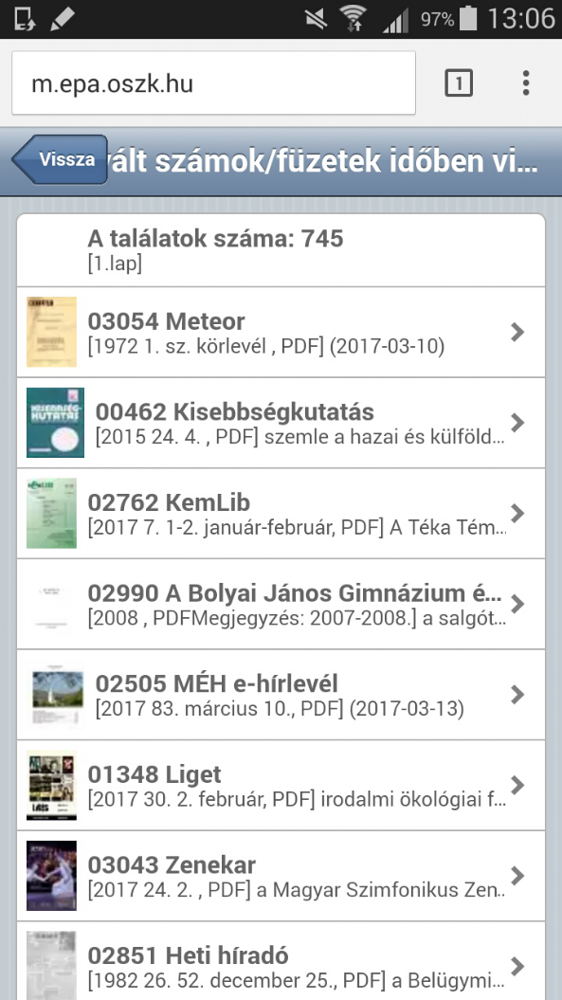 97% 13:06
m.epa.oszk.hu 1
Vissza vált számok/füzetek időben vi...
A találatok száma: 745
[1.lap]
03054 Meteor
[1972 1. sz. körlevél , PDF] (2017-03-10)
00462 Kisebbségkutatás
[2015 24. 4. , PDF] szemle a hazai és külföld...
02762 KemLib
[2017 7. 1-2. január-február, PDF] A Téka Tém...
02990 A Bolyai János Gimnázium é...
[2008 , PDFMegjegyzés: 2007-2008.] a salgót...
02505 MÉH e-hírlevél
[2017 83. március 10., PDF] (2017-03-13)
01348 Liget
[2017 30. 2. február, PDF] irodalmi ökológiai f...
03043 Zenekar
[2017 24. 2. , PDF] a Magyar Szimfonikus Zen...
02851 Heti híradó
[1982 26. 52. december 25., PDF] a Belügymi...